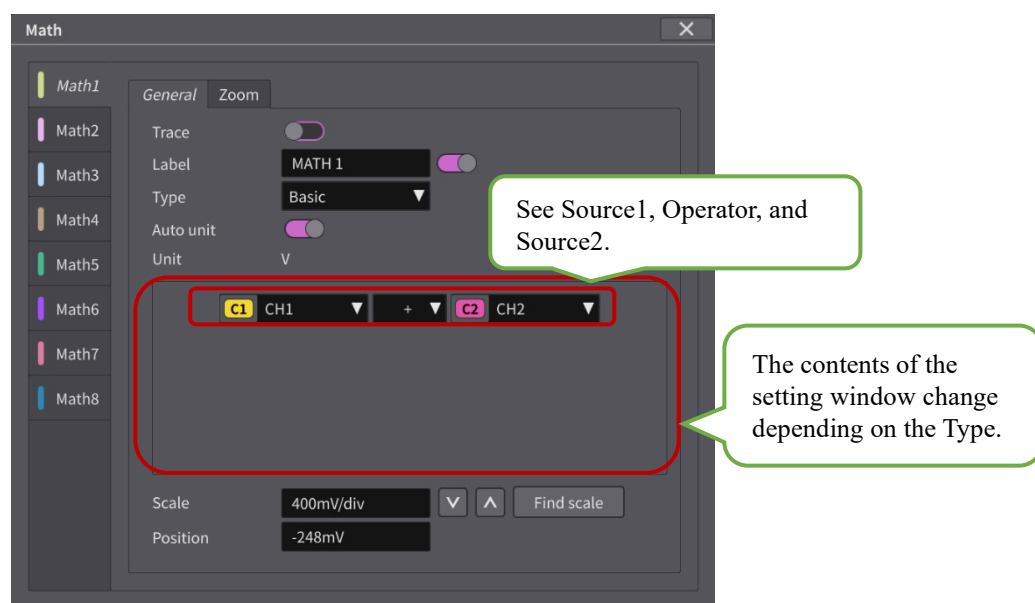 Math
Math1
General Zoom
Math2
Trace
Label MATH 1
Math3
Type Basic
Math4
Auto unit
See Source1, Operator, and
Source2.
Math5
Unit V
Math6
C1 CH1 + C2 CH2
Math7
The contents of the
setting window change
depending on the Type.
Math8
Scale 400mV/div Find scale
Position -248mV